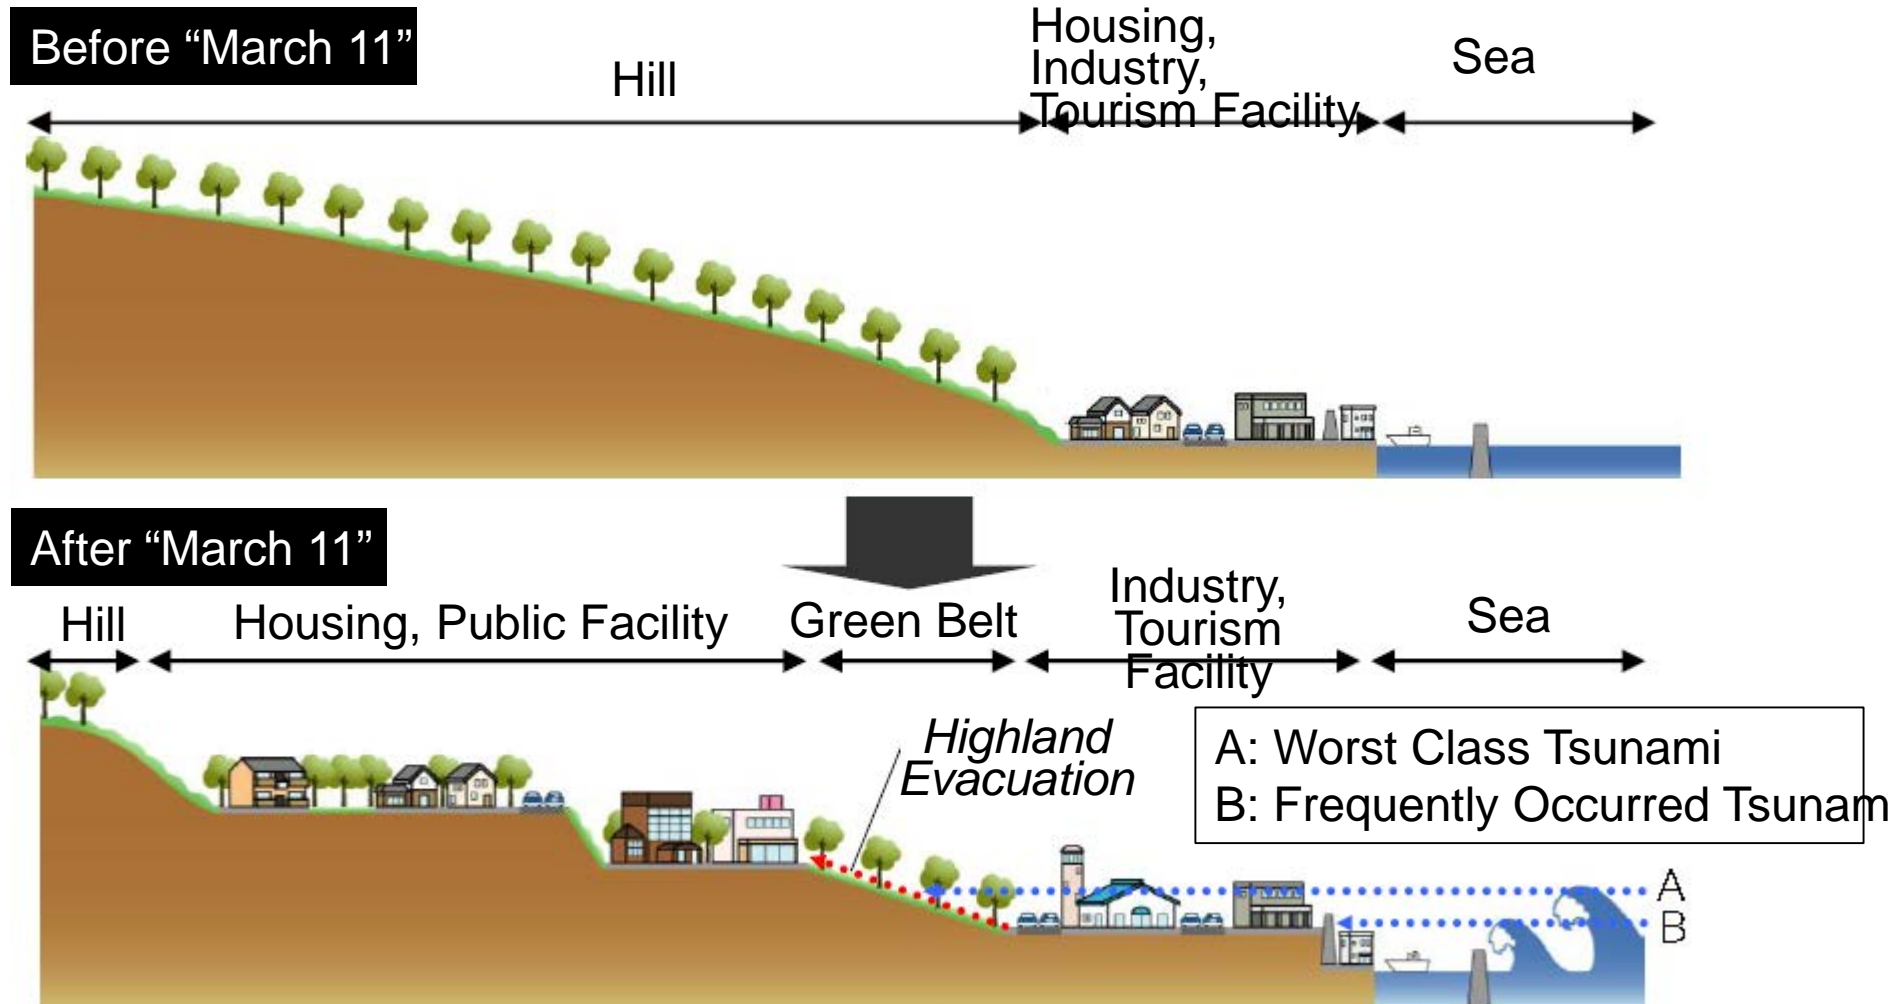 Before “March 11”
Hill
Housing,
Industry,
Tourism Facility
Sea
After “March 11”
Hill
Housing, Public Facility
Green Belt
Industry,
Tourism
Facility
Sea
Highland
Evacuation
A: Worst Class Tsunami
B: Frequently Occurred Tsunam
A
B